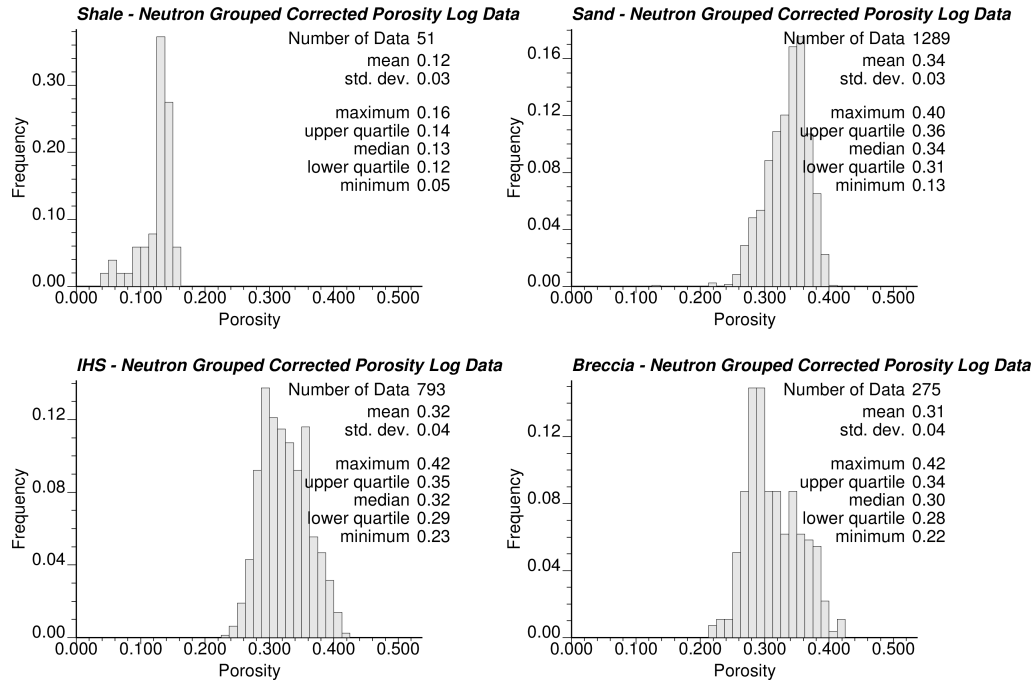 Shale - Neutron Grouped Corrected Porosity Log Data
Frequency
0.30
0.20
0.10
0.00
Number of Data 51
mean 0.12
std. dev. 0.03
maximum 0.16
upper quartile 0.14
median 0.13
lower quartile 0.12
minimum 0.05
0.000 0.100 0.200 0.300 0.400 0.500
Porosity
Sand - Neutron Grouped Corrected Porosity Log Data
Frequency
0.16
0.12
0.08
0.04
0.00
Number of Data 1289
mean 0.34
std. dev. 0.03
maximum 0.40
upper quartile 0.36
median 0.34
lower quartile 0.31
minimum 0.13
0.000 0.100 0.200 0.300 0.400 0.500
Porosity
IHS - Neutron Grouped Corrected Porosity Log Data
Frequency
0.12
0.08
0.04
0.00
Number of Data 793
mean 0.32
std. dev. 0.04
maximum 0.42
upper quartile 0.35
median 0.32
lower quartile 0.29
minimum 0.23
0.000 0.100 0.200 0.300 0.400 0.500
Porosity
Breccia - Neutron Grouped Corrected Porosity Log Data
Frequency
0.12
0.08
0.04
0.00
Number of Data 275
mean 0.31
std. dev. 0.04
maximum 0.42
upper quartile 0.34
median 0.30
lower quartile 0.28
minimum 0.22
0.000 0.100 0.200 0.300 0.400 0.500
Porosity